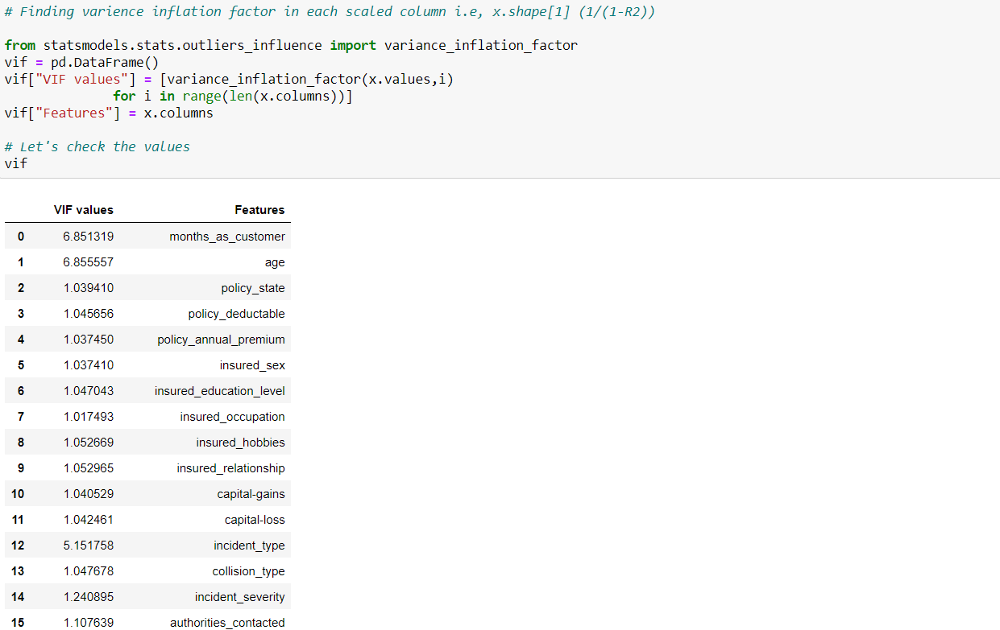 # Finding varience inflation factor in each scaled column i.e, x.shape[1] (1/(1-R2))
from statsmodels.stats.outliers_influence import variance_inflation_factor
vif = pd.DataFrame()
vif["VIF values"] = [variance_inflation_factor(x.values,i)
for i in range(len(x.columns))]
vif["Features"] = x.columns
# Let's check the values
vif
VIF values Features
0 6.851319 months_as_customer
1 6.855557 age
2 1.039410 policy_state
3 1.045656 policy_deductable
4 1.037450 policy_annual_premium
5 1.037410 insured_sex
6 1.047043 insured_education_level
7 1.017493 insured_occupation
8 1.052669 insured_hobbies
9 1.052965 insured_relationship
10 1.040529 capital-gains
11 1.042461 capital-loss
12 5.151758 incident_type
13 1.047678 collision_type
14 1.240895 incident_severity
15 1.107639 authorities_contacted